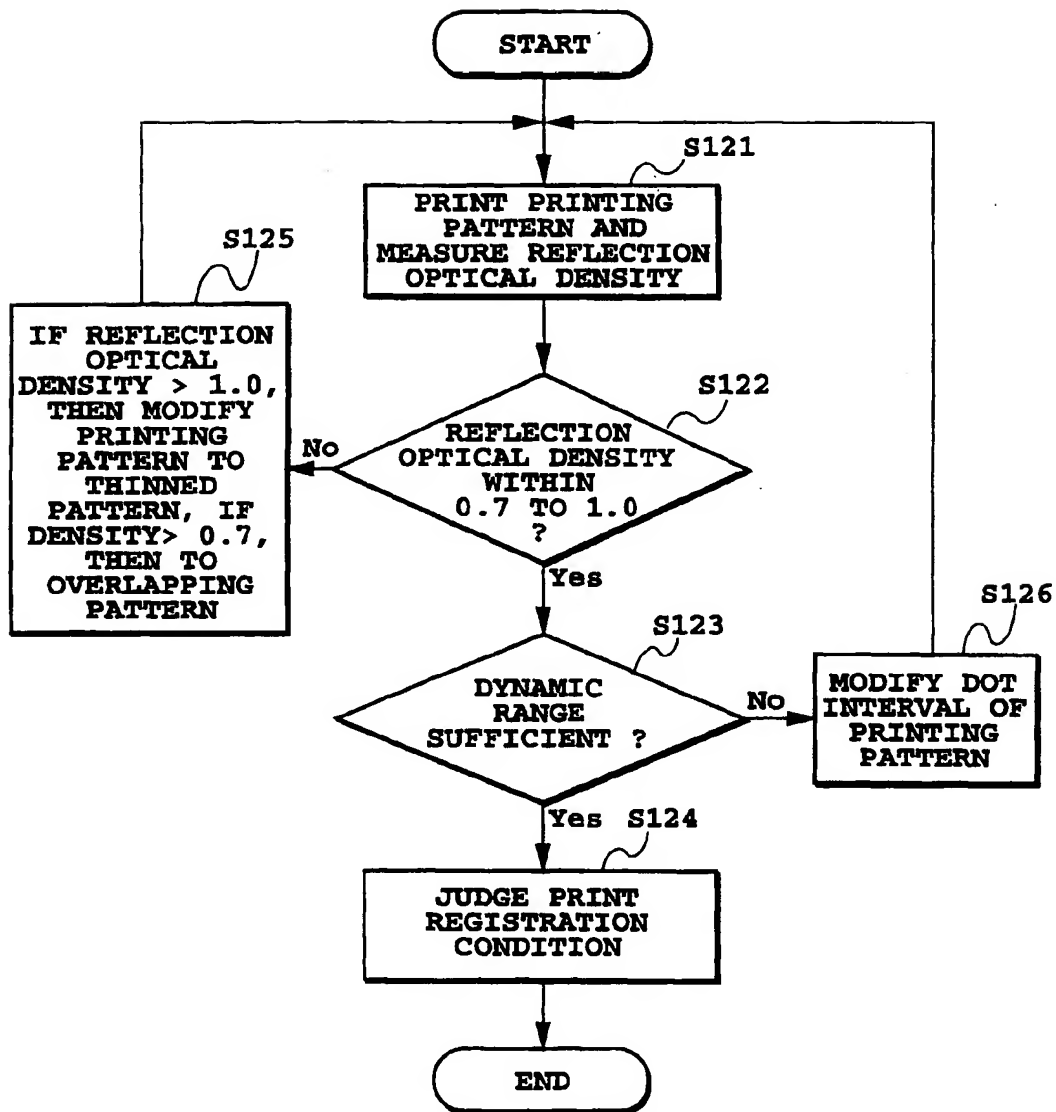 START
S121
PRINT PRINTING
PATTERN AND
MEASURE REFLECTION
OPTICAL DENSITY
S125
IF REFLECTION
OPTICAL
DENSITY > 1.0,
THEN MODIFY
PRINTING
PATTERN TO
THINNED
PATTERN, IF
DENSITY> 0.7,
THEN TO
OVERLAPPING
PATTERN
S122
REFLECTION
OPTICAL DENSITY
WITHIN
0.7 TO 1.0
?
No
Yes
S123
DYNAMIC
RANGE
SUFFICIENT ?
No
S126
MODIFY DOT
INTERVAL OF
PRINTING
PATTERN
Yes
S124
JUDGE PRINT
REGISTRATION
CONDITION
END